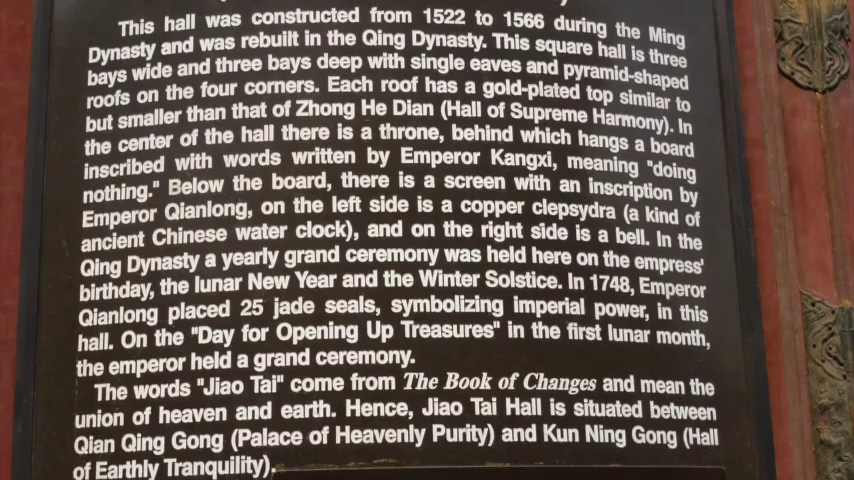 This hall was constructed from 1522 to 1566 during the Ming
Dynasty and was rebuilt in the Qing Dynasty. This square hall is three
bays wide and three bays deep with single eaves and pyramid-shaped
roofs on the four corners. Each roof has a gold-plated top similar to
but smaller than that of Zhong He Dian (Hall of Supreme Harmony). In
the center of the hall there is a throne, behind which hangs a board
inscribed with words written by Emperor Kangxi, meaning "doing
nothing." Below the board, there is a screen with an inscription by
Emperor Qianlong, on the left side is a copper clepsydra (a kind of
ancient Chinese water clock), and on the right side is a bell. In the
Qing Dynasty a yearly grand ceremony was held here on the empress'
birthday, the lunar New Year and the Winter Solstice. In 1748, Emperor
Qianlong placed 25 jade seals, symbolizing imperial power, in this
hall. On the "Day for Opening Up Treasures" in the first lunar month,
the emperor held a grand ceremony.
The words "Jiao Tai" come from The Book of Changes and mean the
union of heaven and earth. Hence, Jiao Tai Hall is situated between
Qian Qing Gong (Palace of Heavenly Purity) and Kun Ning Gong (Hall
of Earthly Tranquility).